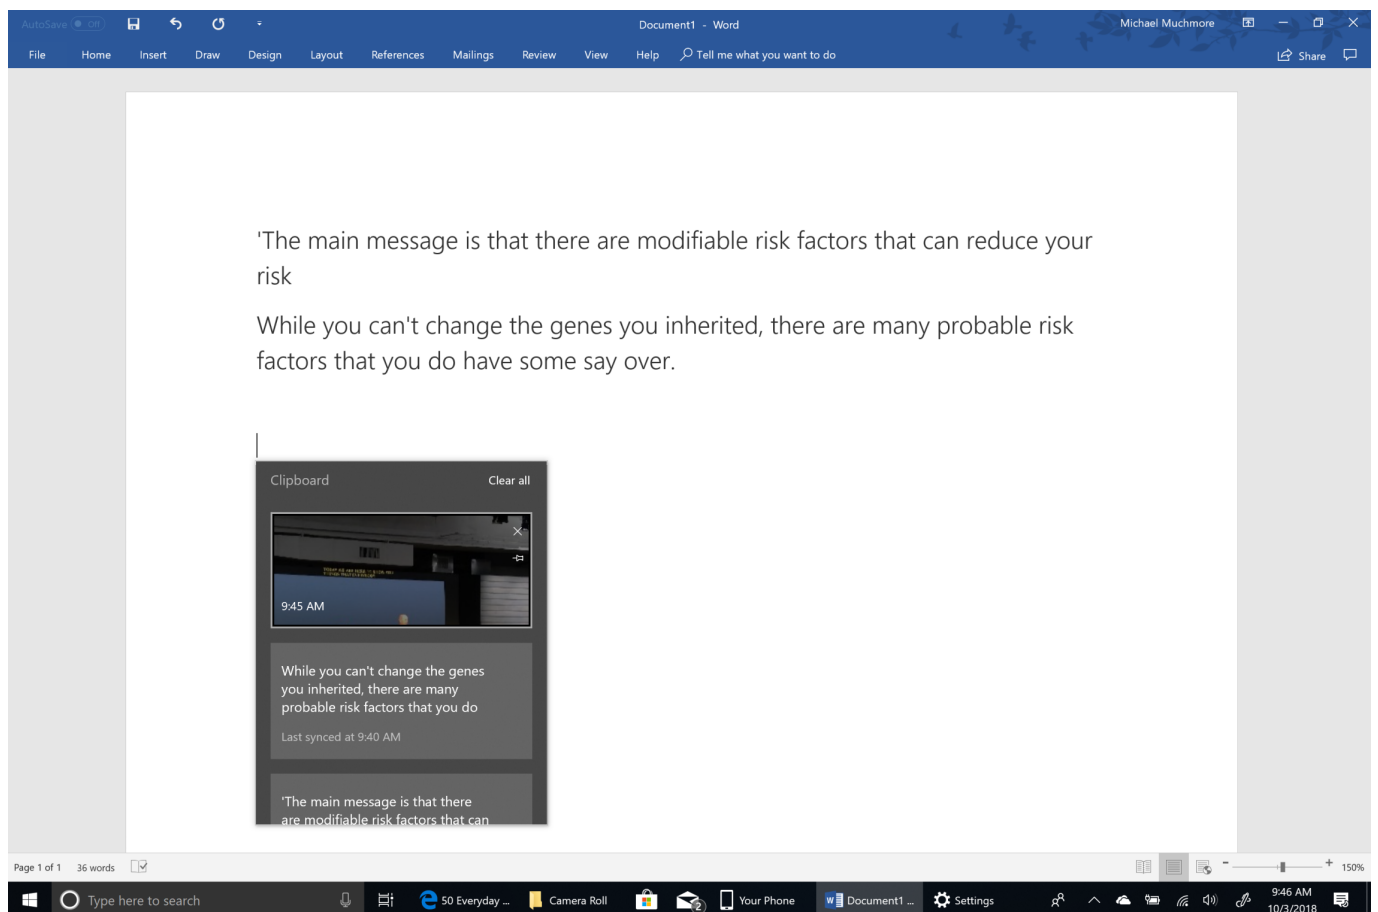 AutoSave Off
Document1 - Word
Michael Muchmore
File Home Insert Draw Design Layout References Mailings Review View Help Tell me what you want to do
Share
'The main message is that there are modifiable risk factors that can reduce your
risk
While you can't change the genes you inherited, there are many probable risk
factors that you do have some say over.
Clipboard Clear all
9:45 AM
While you can't change the genes
you inherited, there are many
probable risk factors that you do
Last synced at 9:40 AM
'The main message is that there
are modifiable risk factors that can
Page 1 of 1 36 words
150%
Type here to search
50 Everyday ...
Camera Roll
2
Your Phone
Document1 ...
Settings
9:46 AM
10/3/2018